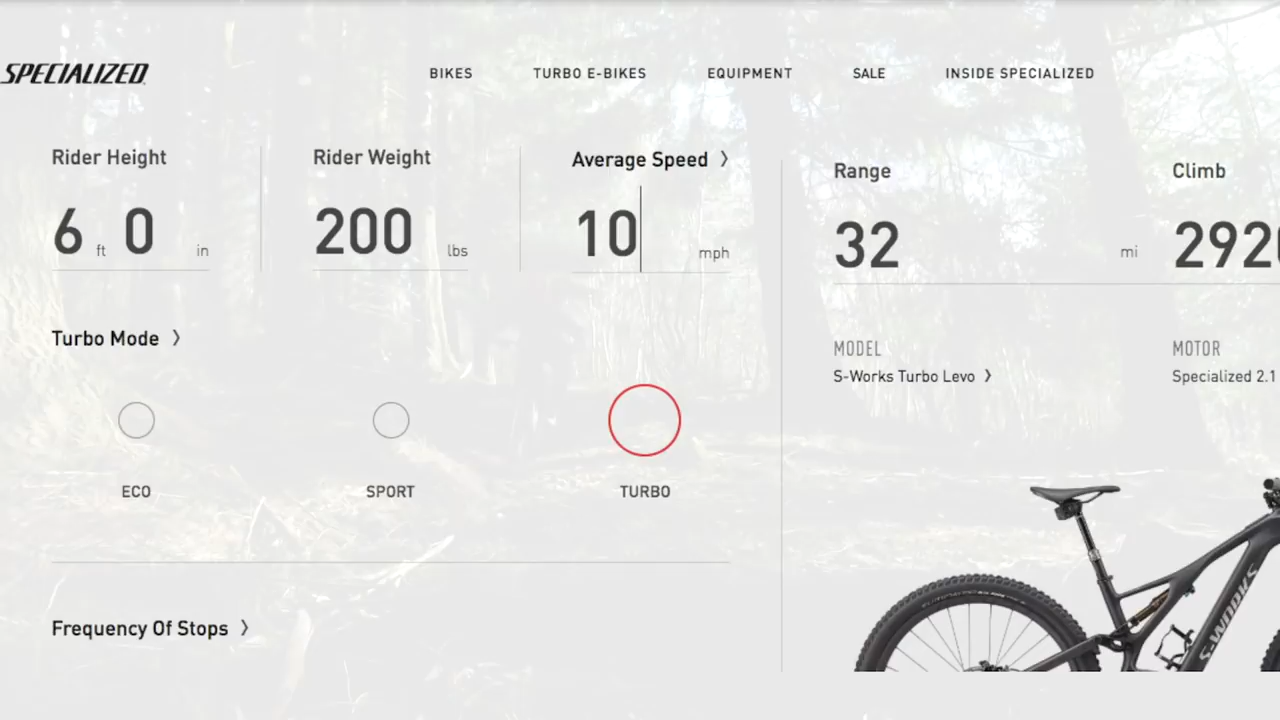 SPECIALIZED
BIKES TURBO E-BIKES EQUIPMENT SALE INSIDE SPECIALIZED
Rider Height Rider Weight Average Speed Range Climb
6 ft 0 in 200 lbs 10 mph 32 mi
Turbo Mode
MODEL MOTOR
S-Works Turbo Levo Specialized 2.1
ECO SPORT TURBO
Frequency Of Stops
S-WORKS